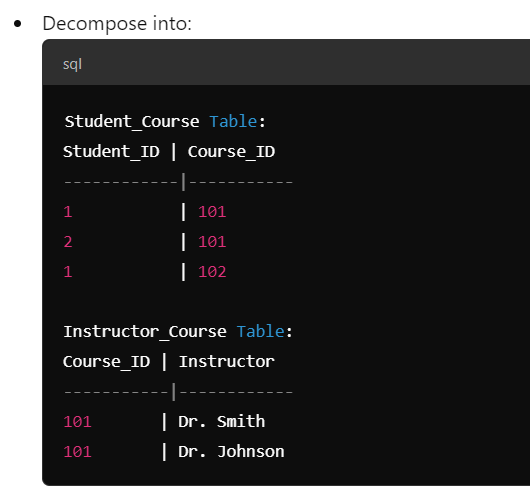 Decompose into:
sql
Student_Course Table:
Student_ID | Course_ID
------------|-----------
1           | 101
2           | 101
1           | 102
Instructor_Course Table:
Course_ID | Instructor
-----------|------------
101       | Dr. Smith
101       | Dr. Johnson